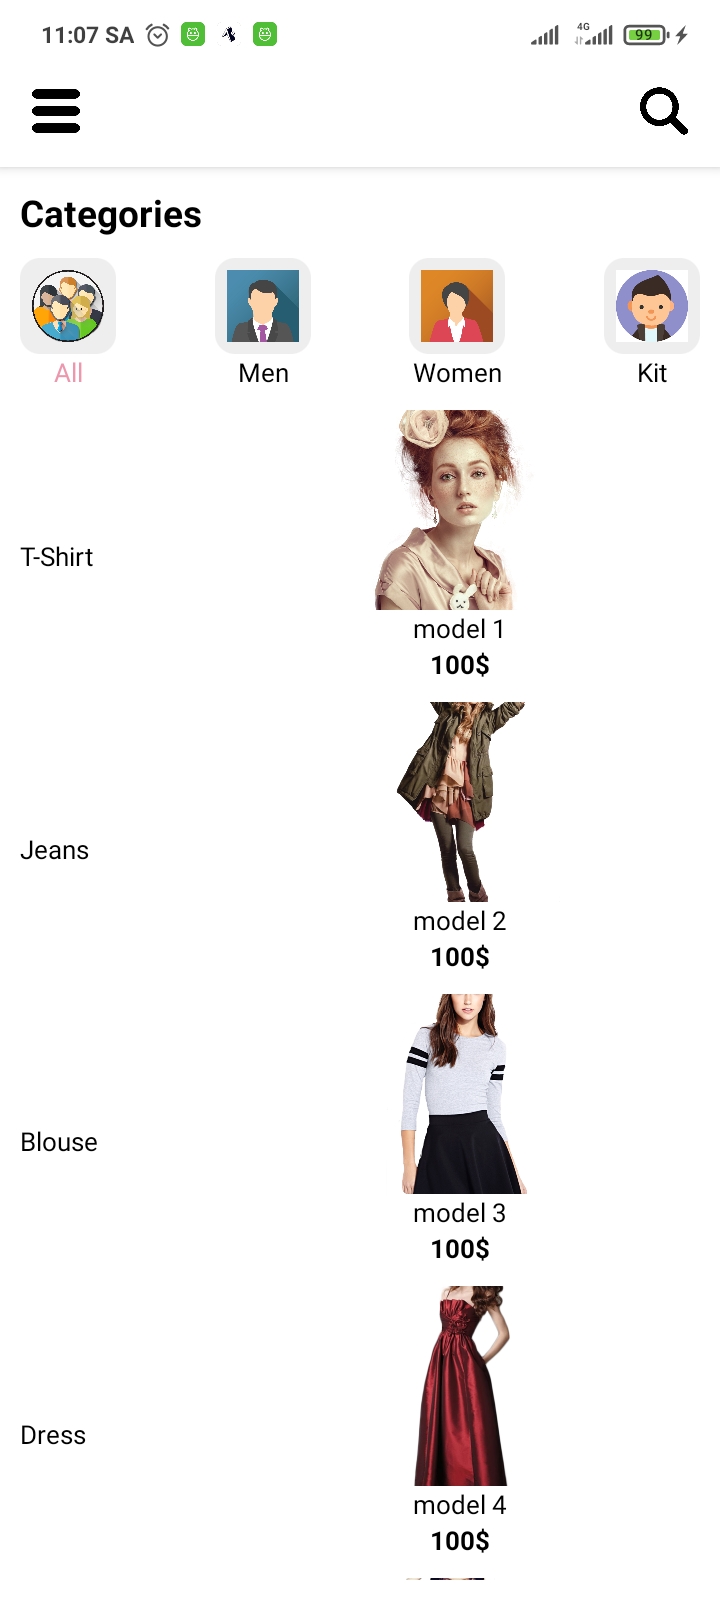 11:07 SA
4G
99
Categories
All
Men
Women
Kit
T-Shirt
model 1
100$
Jeans
model 2
100$
Blouse
model 3
100$
Dress
model 4
100$